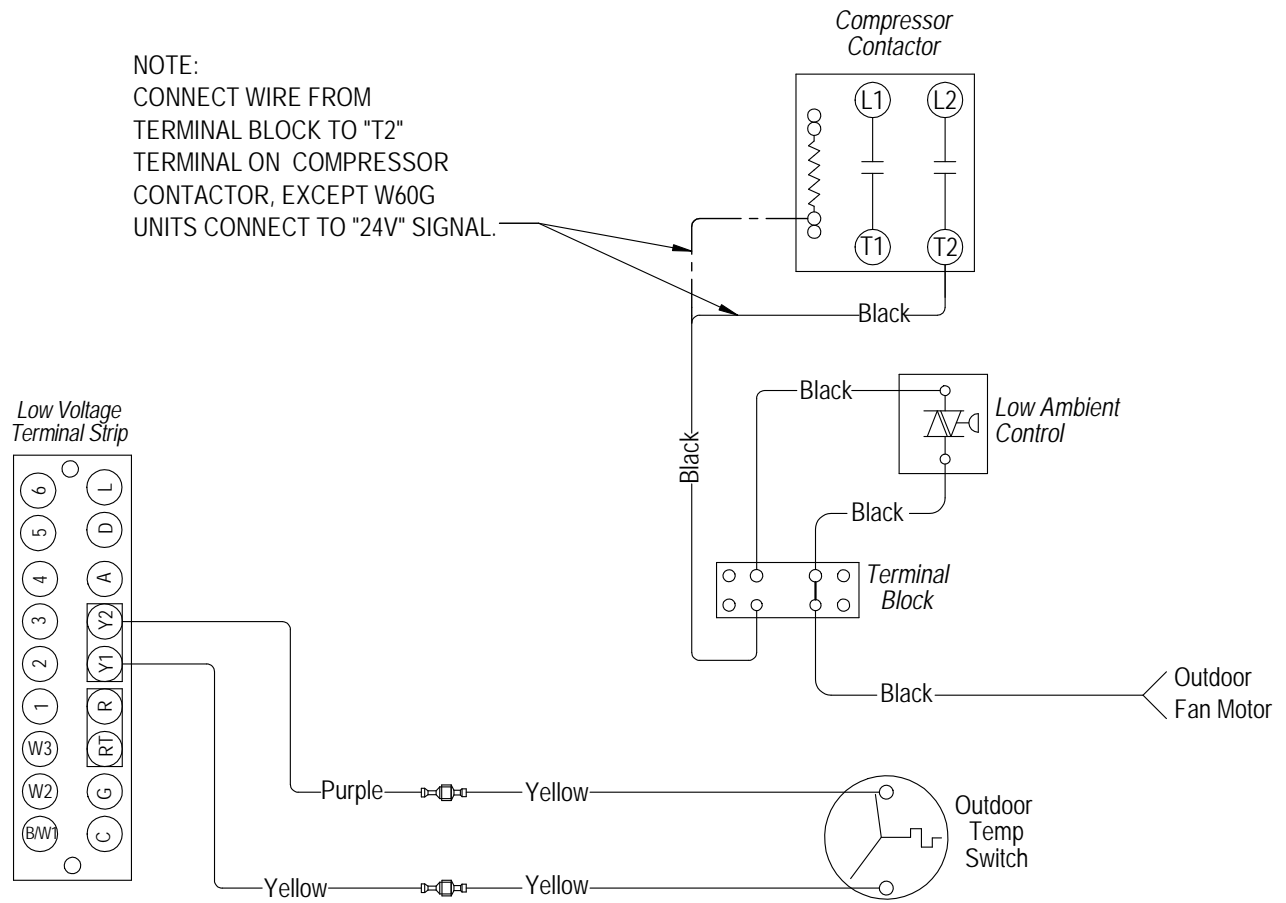 Compressor
Contactor
NOTE:
CONNECT WIRE FROM
TERMINAL BLOCK TO "T2"
TERMINAL ON COMPRESSOR
CONTACTOR, EXCEPT W60G
UNITS CONNECT TO "24V" SIGNAL.
L1
L2
T1
T2
Black
Black
Low Ambient
Control
Black
Black
Terminal
Block
Low Voltage
Terminal Strip
6
L
5
D
4
A
3
Y2
2
Y1
1
R
W3
RT
W2
G
B/W1
C
Black
Outdoor
Fan Motor
Purple
Yellow
Outdoor
Temp
Switch
Yellow
Yellow